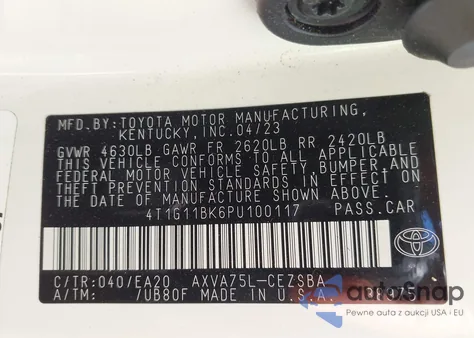 MFD.BY:TOYOTA MOTOR MANUFACTURING,
KENTUCKY,INC.04/23
GVWR 4630LB GAWR FR 2620LB RR 2420LB
THIS VEHICLE CONFORMS TO ALL APPLICABLE
FEDERAL MOTOR VEHICLE SAFETY, BUMPER, AND
THEFT PREVENTION STANDARDS IN EFFECT ON
THE DATE OF MANUFACTURE SHOWN ABOVE.
4T1G11BK6PU100117 PASS.CAR
TOYOTA
C/TR:040/EA20 AXVA75L-CEZSBA
A/TM: /UB80F MADE IN U.S.A.
autosnap
Pewne auta z aukcji USA i EU